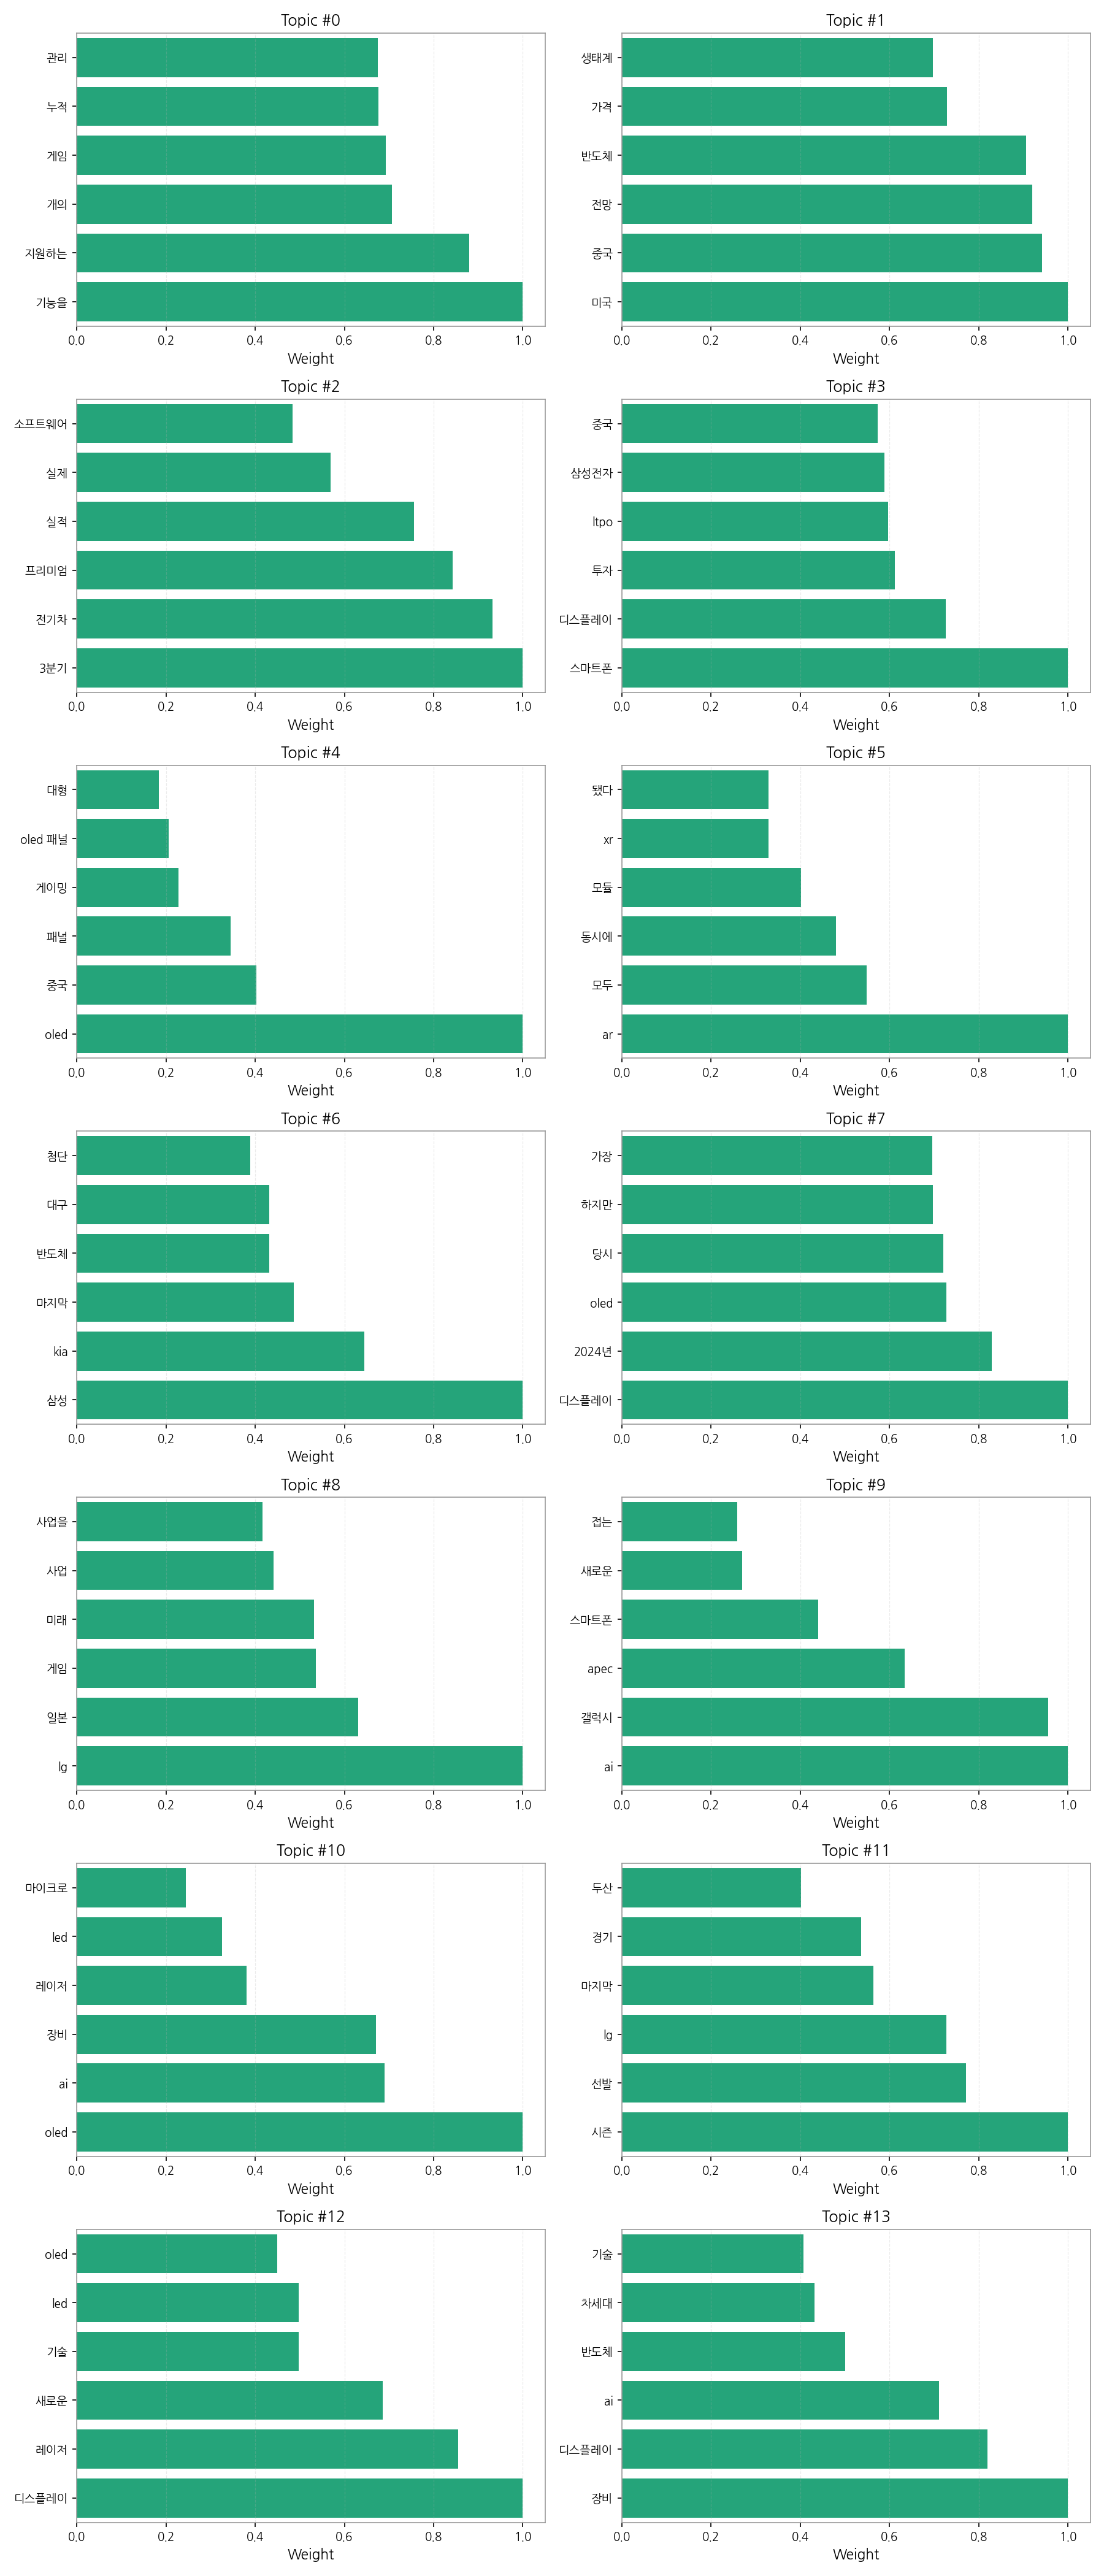 Topic #0
관리
누적
게임
개의
지원하는
기능을
0.0 0.2 0.4 0.6 0.8 1.0
Weight
Topic #1
생태계
가격
반도체
전망
중국
미국
0.0 0.2 0.4 0.6 0.8 1.0
Weight
Topic #2
소프트웨어
실제
실적
프리미엄
전기차
3분기
0.0 0.2 0.4 0.6 0.8 1.0
Weight
Topic #3
중국
삼성전자
ltpo
투자
디스플레이
스마트폰
0.0 0.2 0.4 0.6 0.8 1.0
Weight
Topic #4
대형
oled 패널
게이밍
패널
중국
oled
0.0 0.2 0.4 0.6 0.8 1.0
Weight
Topic #5
됐다
xr
모듈
동시에
모두
ar
0.0 0.2 0.4 0.6 0.8 1.0
Weight
Topic #6
첨단
대구
반도체
마지막
kia
삼성
0.0 0.2 0.4 0.6 0.8 1.0
Weight
Topic #7
가장
하지만
당시
oled
2024년
디스플레이
0.0 0.2 0.4 0.6 0.8 1.0
Weight
Topic #8
사업을
사업
미래
게임
일본
lg
0.0 0.2 0.4 0.6 0.8 1.0
Weight
Topic #9
접는
새로운
스마트폰
apec
갤럭시
ai
0.0 0.2 0.4 0.6 0.8 1.0
Weight
Topic #10
마이크로
led
레이저
장비
ai
oled
0.0 0.2 0.4 0.6 0.8 1.0
Weight
Topic #11
두산
경기
마지막
lg
선발
시즌
0.0 0.2 0.4 0.6 0.8 1.0
Weight
Topic #12
oled
led
기술
새로운
레이저
디스플레이
0.0 0.2 0.4 0.6 0.8 1.0
Weight
Topic #13
기술
차세대
반도체
ai
디스플레이
장비
0.0 0.2 0.4 0.6 0.8 1.0
Weight